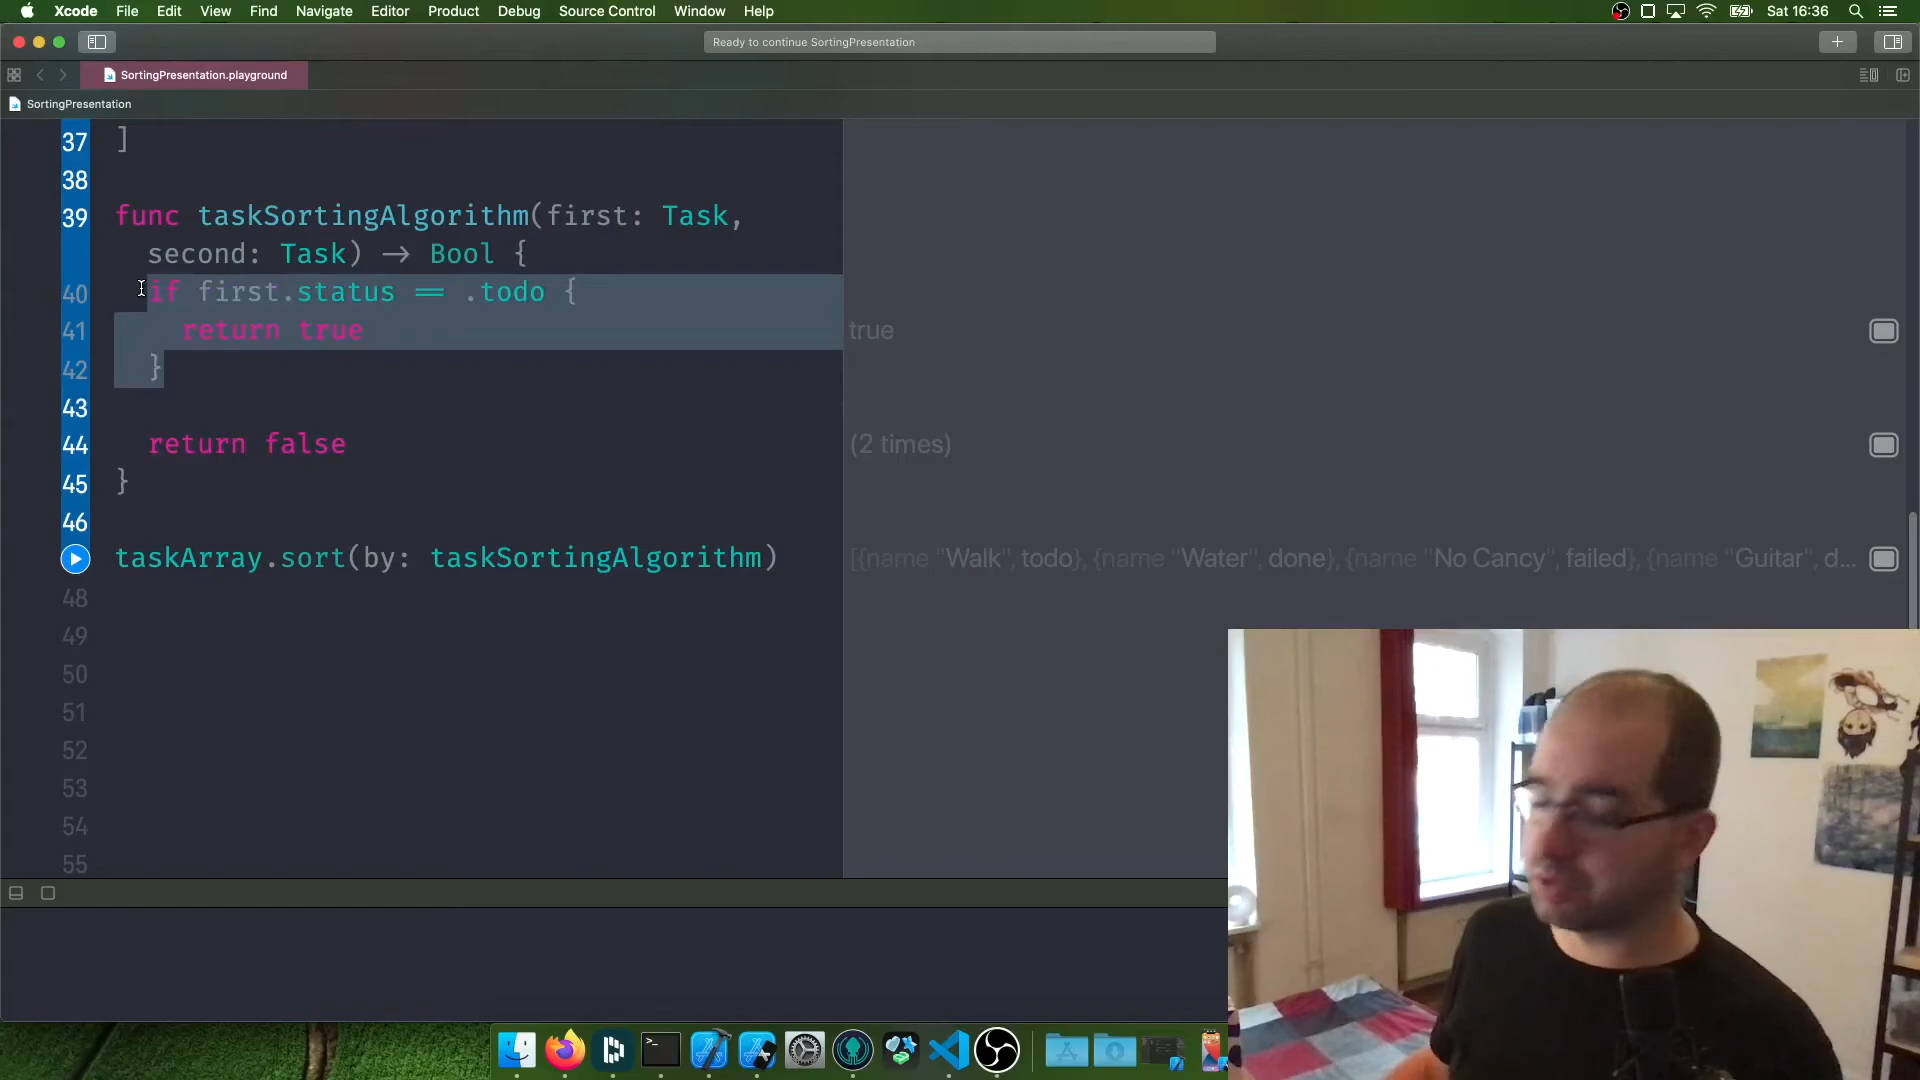 Xcode File Edit View Find Navigate Editor Product Debug Source Control Window Help Sat 16:36
Ready to continue SortingPresentation
SortingPresentation.playground
SortingPresentation
37 ]
38
39 func taskSortingAlgorithm(first: Task,
second: Task) -> Bool {
40 if first.status == .todo {
41 return true true
42 }
43
44 return false (2 times)
45 }
46
taskArray.sort(by: taskSortingAlgorithm) [{name "Walk", todo}, {name "Water", done}, {name "No Cancy", failed}, {name "Guitar", d...
48
49
50
51
52
53
54
55